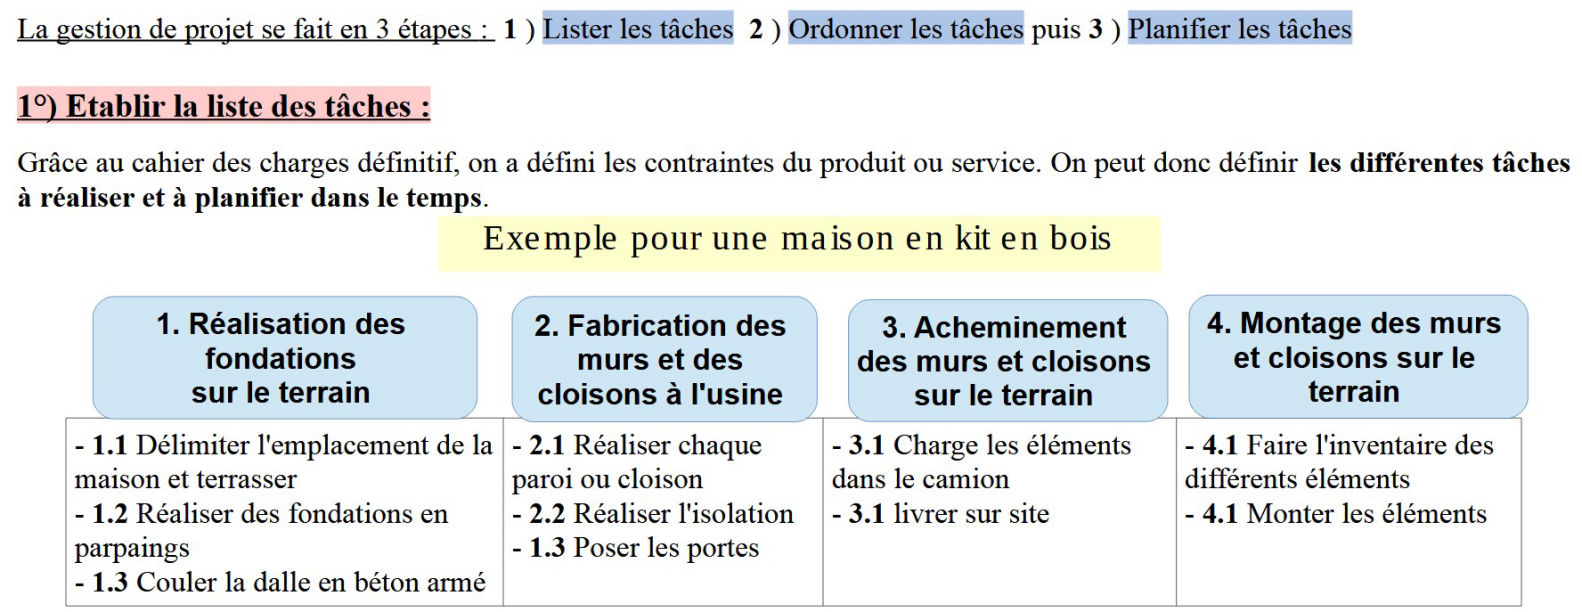 La gestion de projet se fait en 3 étapes : 1 ) Lister les tâches 2 ) Ordonner les tâches puis 3 ) Planifier les tâches
1°) Etablir la liste des tâches :
Grâce au cahier des charges définitif, on a défini les contraintes du produit ou service. On peut donc définir les différentes tâches
à réaliser et à planifier dans le temps.
Exemple pour une maison en kit en bois
1. Réalisation des
fondations
sur le terrain
- 1.1 Délimiter l'emplacement de la
maison et terrasser
- 1.2 Réaliser des fondations en
parpaings
- 1.3 Couler la dalle en béton armé
2. Fabrication des
murs et des
cloisons à l'usine
- 2.1 Réaliser chaque
paroi ou cloison
- 2.2 Réaliser l'isolation
- 1.3 Poser les portes
3. Acheminement
des murs et cloisons
sur le terrain
- 3.1 Charge les éléments
dans le camion
- 3.1 livrer sur site
4. Montage des murs
et cloisons sur le
terrain
- 4.1 Faire l'inventaire des
différents éléments
- 4.1 Monter les éléments